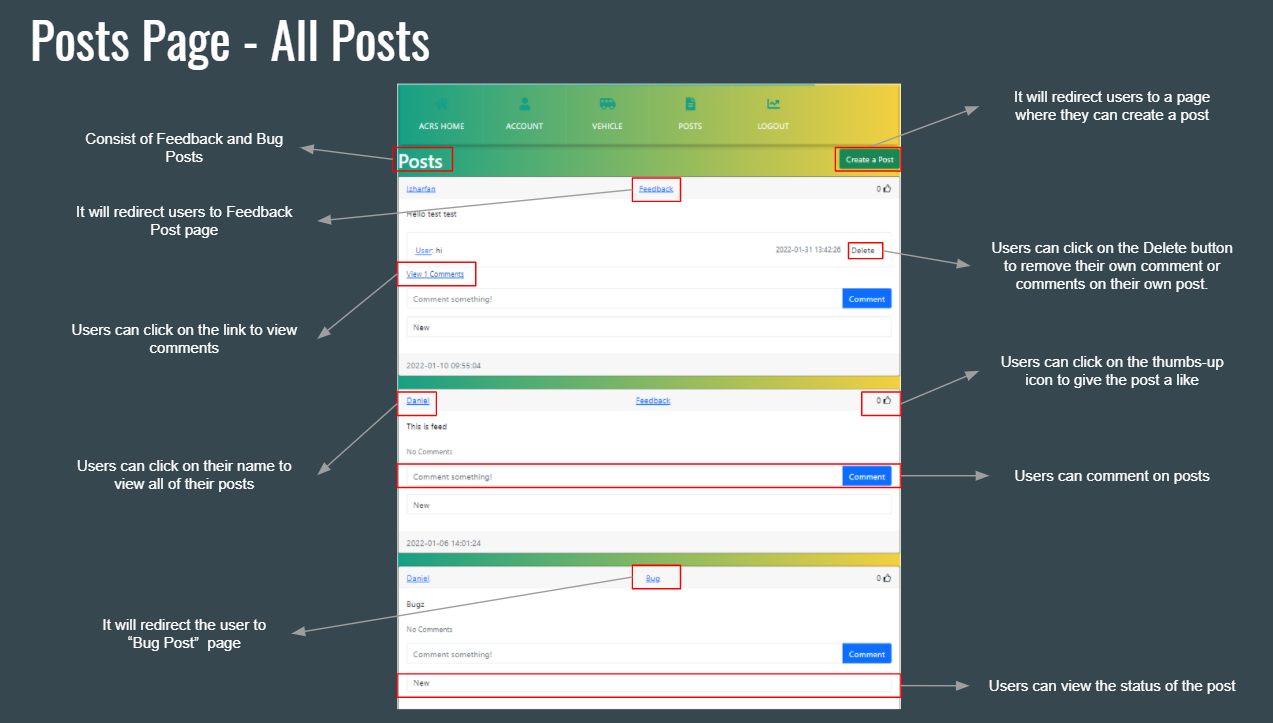 Posts Page - All Posts
ACRS HOME
ACCOUNT
VEHICLE
POSTS
LOGOUT
It will redirect users to a page
where they can create a post
Consist of Feedback and Bug
Posts
Posts
Create a Post
Izharfan
Feedback
0
It will redirect users to Feedback
Post page
Hello test test
User: hi
2022-01-31 13:42:26
Delete
Users can click on the Delete button
to remove their own comment or
comments on their own post.
View 1 Comments
Comment something!
Comment
New
Users can click on the link to view
comments
2022-01-10 09:55:04
Users can click on the thumbs-up
icon to give the post a like
Daniel
Feedback
0
This is feed
No Comments
Users can click on their name to
view all of their posts
Comment something!
Comment
Users can comment on posts
New
2022-01-06 14:01:24
Daniel
Bug
0
Bugz
It will redirect the user to
“Bug Post”  page
No Comments
Comment something!
Comment
New
Users can view the status of the post